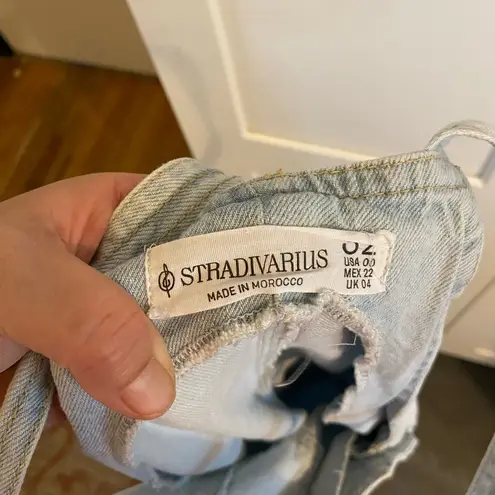 STRADIVARIUS
MADE IN MOROCCO
USA 00
MEX 22
UK 04